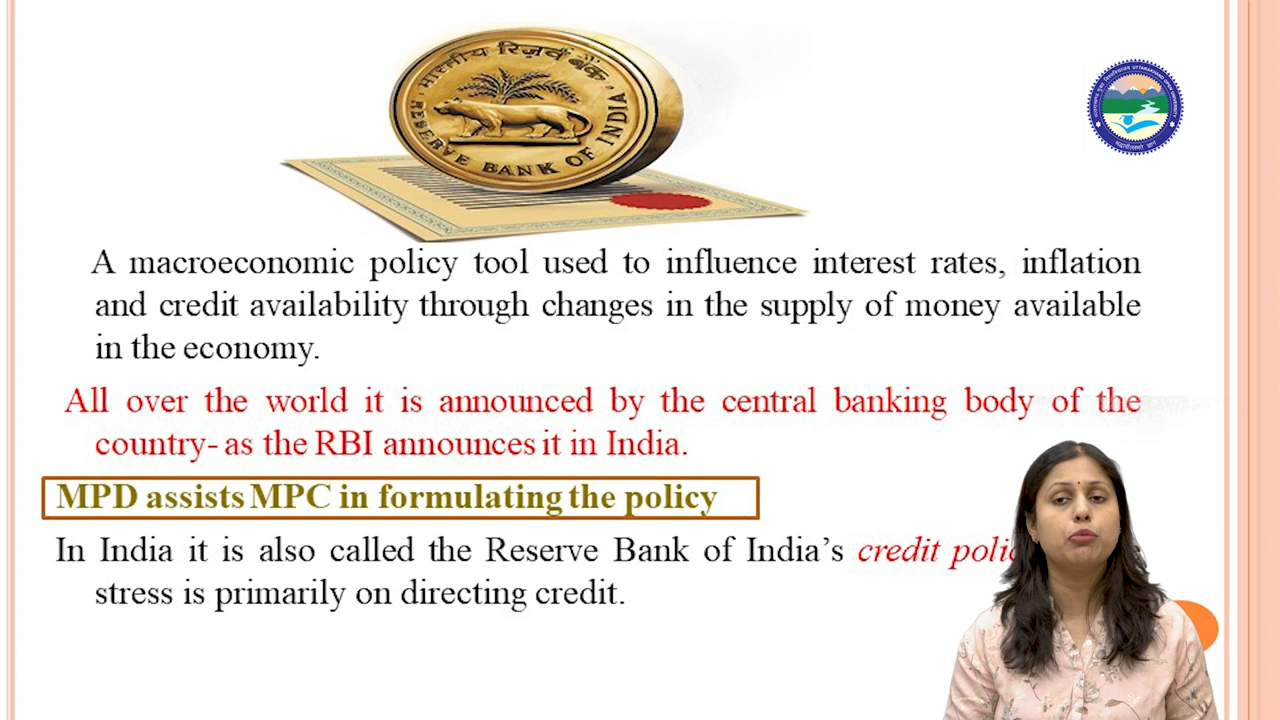 भारतीय रिज़र्व बैंक
RESERVE BANK OF INDIA
A macroeconomic policy tool used to influence interest rates, inflation
and credit availability through changes in the supply of money available
in the economy.
All over the world it is announced by the central banking body of the
country- as the RBI announces it in India.
MPD assists MPC in formulating the policy
In India it is also called the Reserve Bank of India’s credit
stress is primarily on directing credit.